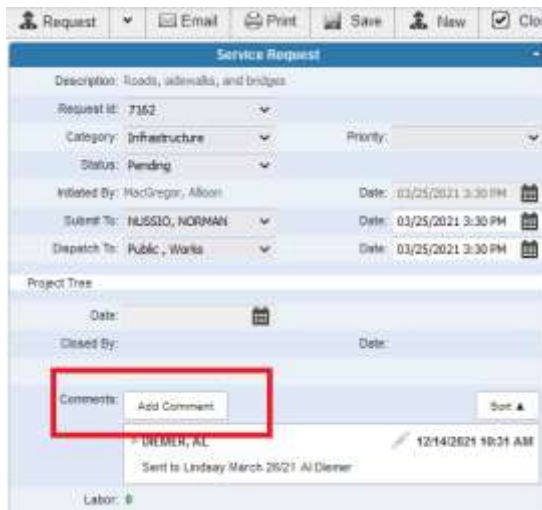 Request Email Print Save New Clo
Service Request
Description: Roads, sidewalks, and bridges
Request Id: 7162
Category: Infrastructure Priority:
Status: Pending
Initiated By: MacGregor, Allison Date: 03/25/2021 3:30 PM
Submit To: NUSSIO, NORMAN Date: 03/25/2021 3:30 PM
Dispatch To: Public , Works Date: 03/25/2021 3:30 PM
Project Tree
Date:
Closed By: Date:
Comments: Add Comment Sort ▲
DIEMER, AL 12/14/2021 10:31 AM
Sent to Lindsay March 26/21 Al Diemer
Labor: 0